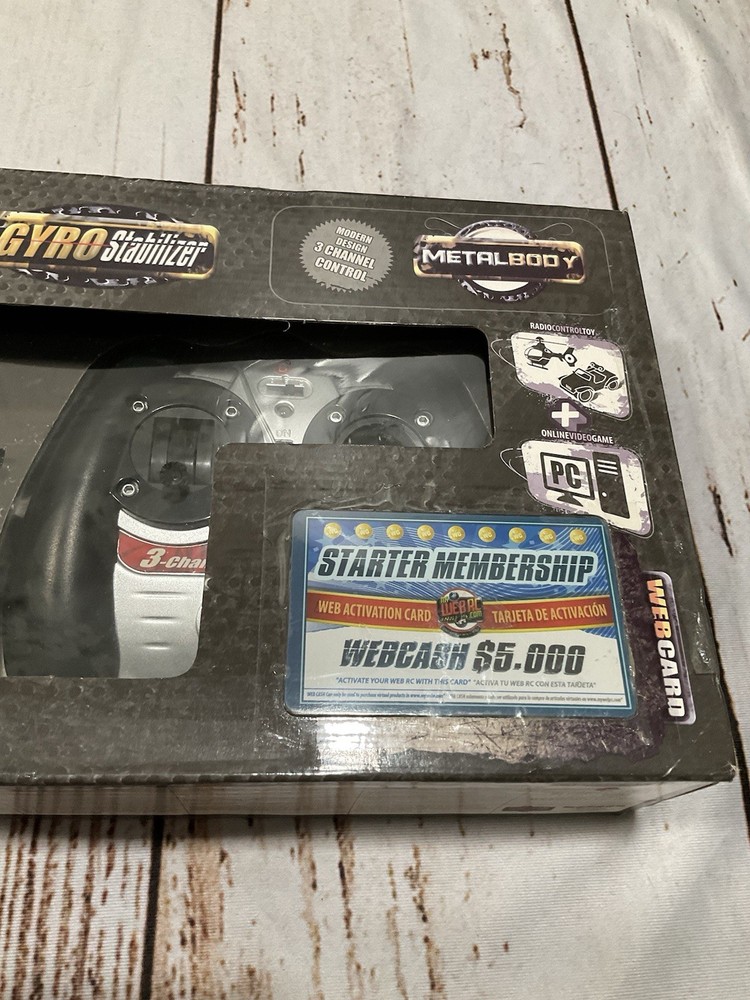 GYRO Stabilizer
MODERN
DESIGN
3 CHANNEL
CONTROL
METALBODY
RADIOCONTROLTOY
+
ONLINEVIDEOGAME
PC
ON
3-chan
STARTER MEMBERSHIP
WEB ACTIVATION CARD
WEB RC
.COM
TARJETA DE ACTIVACIÓN
WEBCASH $5.000
"ACTIVATE YOUR WEB RC WITH THIS CARD" "ACTIVA TU WEB RC CON ESTA TARJETA"
WEBCARD